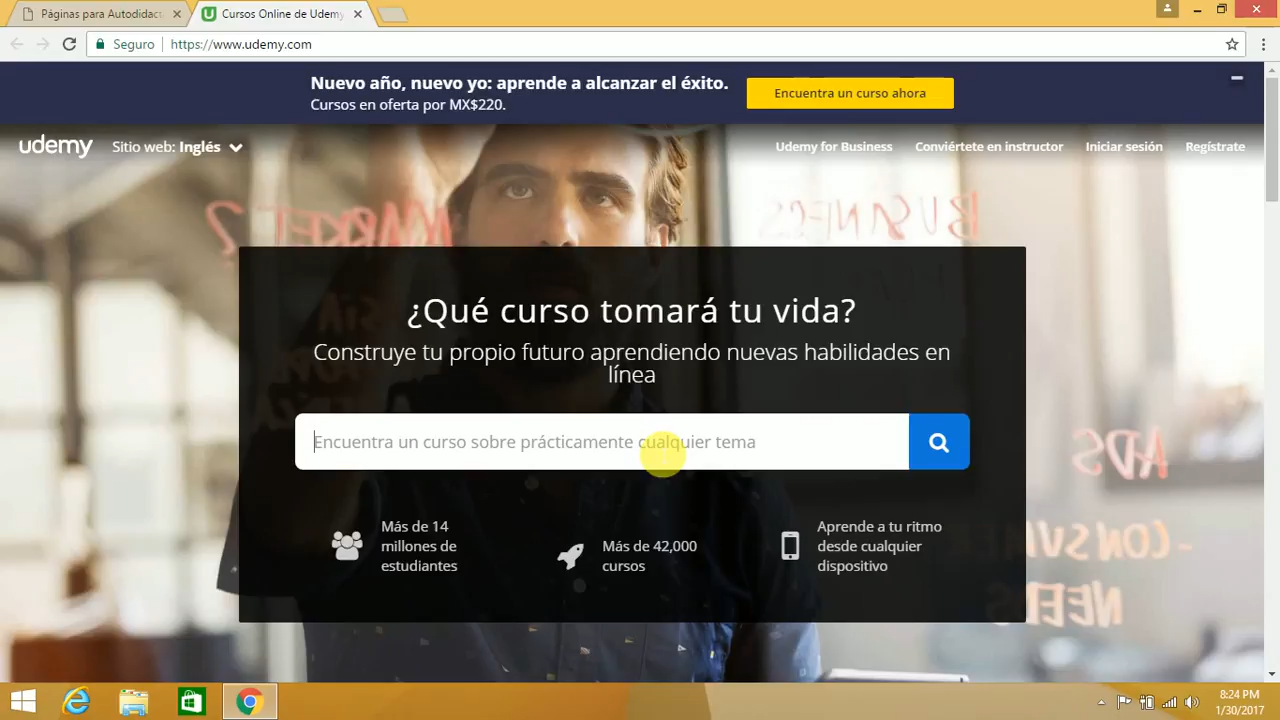 Páginas para Autodidact
Cursos Online de Udemy
Seguro
https://www.udemy.com
Nuevo año, nuevo yo: aprende a alcanzar el éxito.
Cursos en oferta por MX$220.
Encuentra un curso ahora
udemy
Sitio web: Inglés
Udemy for Business
Conviértete en instructor
Iniciar sesión
Regístrate
MARKET?
BUSINESS
¿Qué curso tomará tu vida?
Construye tu propio futuro aprendiendo nuevas habilidades en
línea
Encuentra un curso sobre prácticamente cualquier tema
ADS
Más de 14
millones de
estudiantes
Más de 42,000
cursos
Aprende a tu ritmo
desde cualquier
dispositivo
NEEDS
8:24 PM
1/30/2017